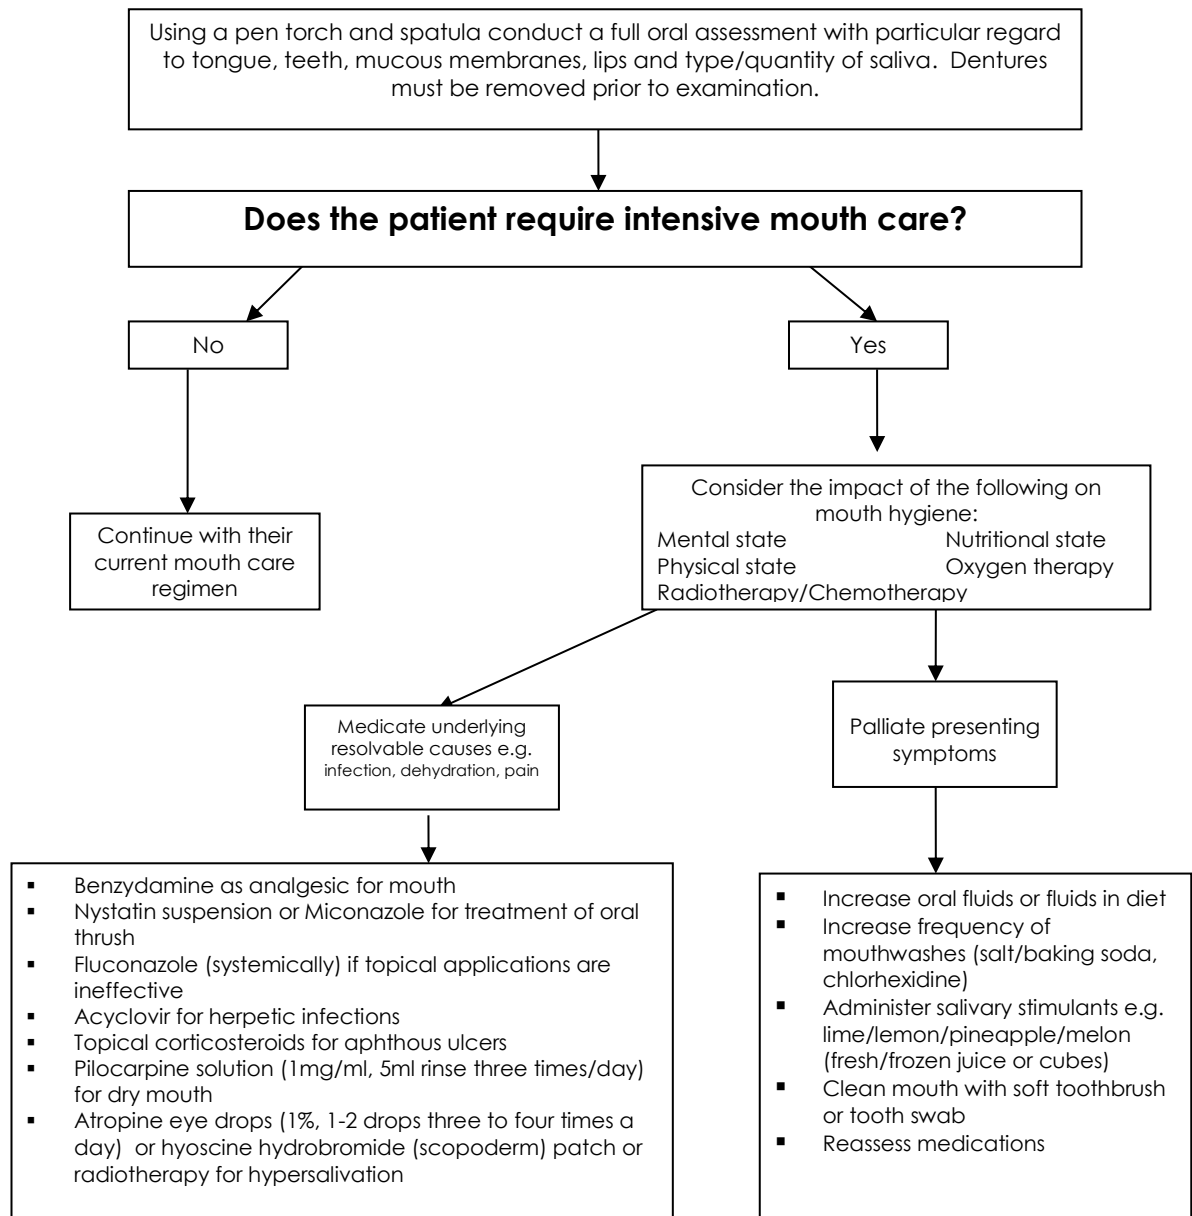 Using a pen torch and spatula conduct a full oral assessment with particular regard
to tongue, teeth, mucous membranes, lips and type/quantity of saliva.  Dentures
must be removed prior to examination.
Does the patient require intensive mouth care?
No
Yes
Continue with their
current mouth care
regimen
Consider the impact of the following on
mouth hygiene:
Mental state Nutritional state
Physical state Oxygen therapy
Radiotherapy/Chemotherapy
Medicate underlying
resolvable causes e.g.
infection, dehydration, pain
Palliate presenting
symptoms
▪ Benzydamine as analgesic for mouth
▪ Nystatin suspension or Miconazole for treatment of oral
thrush
▪ Fluconazole (systemically) if topical applications are
ineffective
▪ Acyclovir for herpetic infections
▪ Topical corticosteroids for aphthous ulcers
▪ Pilocarpine solution (1mg/ml, 5ml rinse three times/day)
for dry mouth
▪ Atropine eye drops (1%, 1-2 drops three to four times a
day)  or hyoscine hydrobromide (scopoderm) patch or
radiotherapy for hypersalivation
▪ Increase oral fluids or fluids in diet
▪ Increase frequency of
mouthwashes (salt/baking soda,
chlorhexidine)
▪ Administer salivary stimulants e.g.
lime/lemon/pineapple/melon
(fresh/frozen juice or cubes)
▪ Clean mouth with soft toothbrush
or tooth swab
▪ Reassess medications